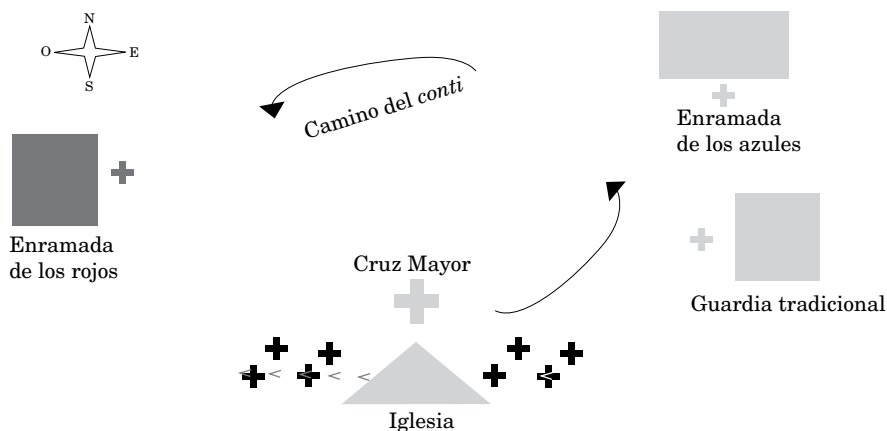 N
O E
S
Camino del conti
Enramada
de los azules
Enramada
de los rojos
Cruz Mayor
Guardia tradicional
Iglesia